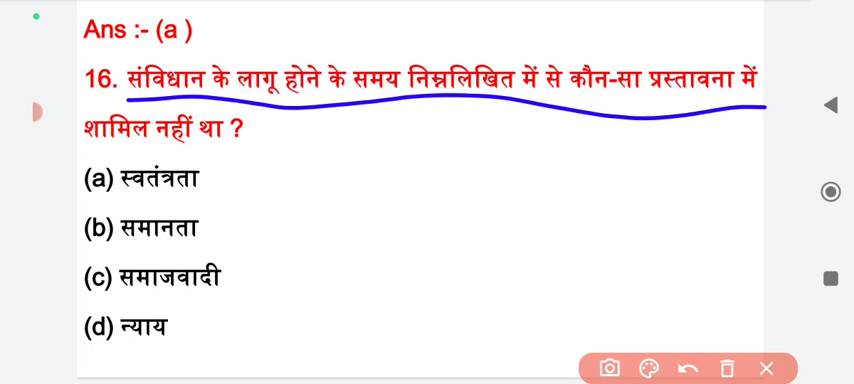 Ans :- (a )
16. संविधान के लागू होने के समय निम्नलिखित में से कौन-सा प्रस्तावना में
शामिल नहीं था ?
(a) स्वतंत्रता
(b) समानता
(c) समाजवादी
(d) न्याय